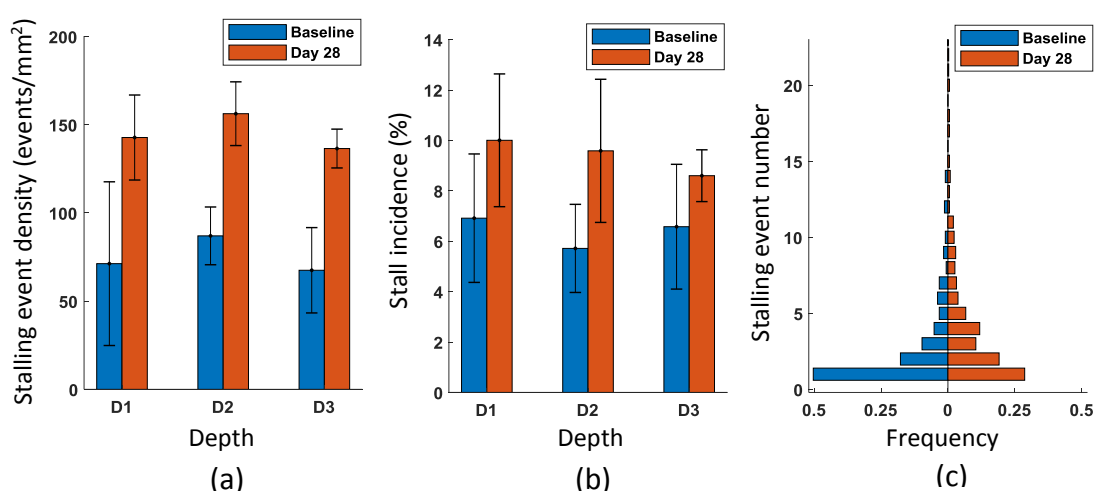 Stalling event density (events/mm²)
200
150
100
50
0
Baseline
Day 28
D1 D2 D3
Depth
(a)
Stall incidence (%)
14
12
10
8
6
4
2
0
Baseline
Day 28
D1 D2 D3
Depth
(b)
Stalling event number
20
15
10
5
0
Baseline
Day 28
0.5 0.25 0 0.25 0.5
Frequency
(c)